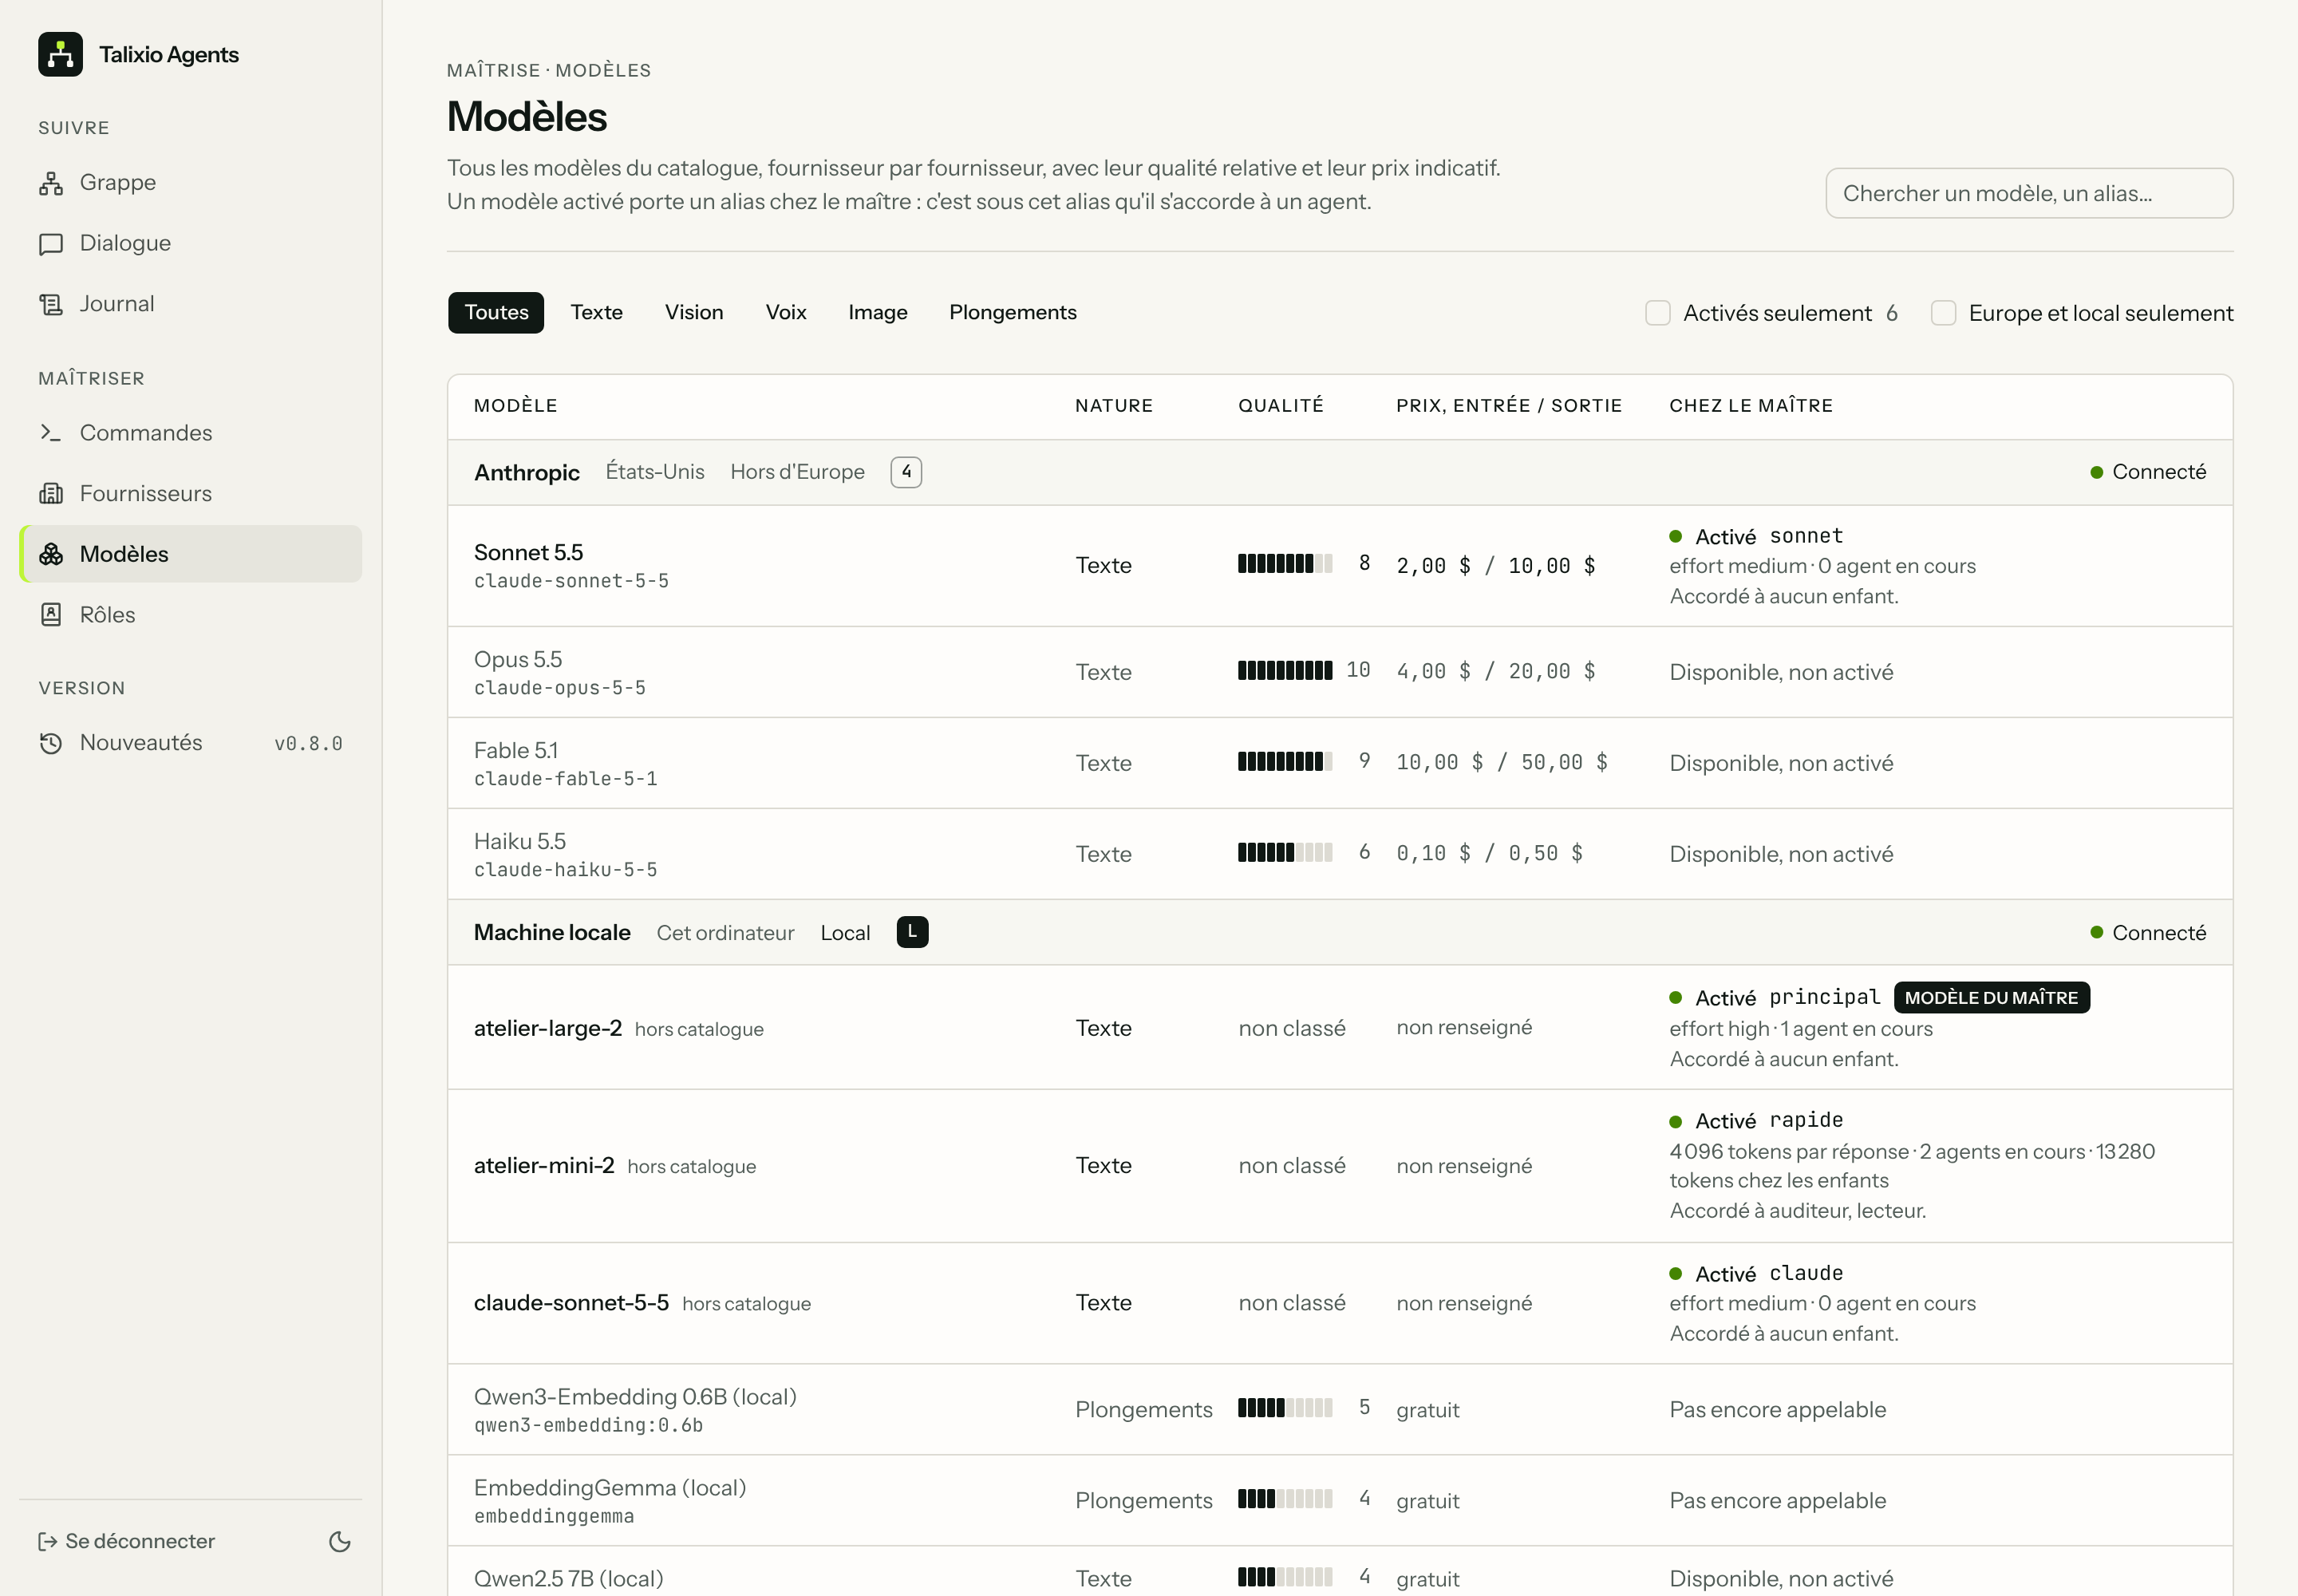 Talixio Agents
SUIVRE
Grappe
Dialogue
Journal
MAÎTRISER
Commandes
Fournisseurs
Modèles
Rôles
VERSION
Nouveautés v0.8.0
Se déconnecter
MAÎTRISE · MODÈLES
Modèles
Tous les modèles du catalogue, fournisseur par fournisseur, avec leur qualité relative et leur prix indicatif.
Un modèle activé porte un alias chez le maître : c'est sous cet alias qu'il s'accorde à un agent.
Chercher un modèle, un alias...
Toutes Texte Vision Voix Image Plongements
Activés seulement 6 Europe et local seulement
MODÈLE NATURE QUALITÉ PRIX, ENTRÉE / SORTIE CHEZ LE MAÎTRE
Anthropic États-Unis Hors d'Europe 4 Connecté
Sonnet 5.5
claude-sonnet-5-5
Texte 8 2,00 $ / 10,00 $
Activé sonnet
effort medium · 0 agent en cours
Accordé à aucun enfant.
Opus 5.5
claude-opus-5-5
Texte 10 4,00 $ / 20,00 $ Disponible, non activé
Fable 5.1
claude-fable-5-1
Texte 9 10,00 $ / 50,00 $ Disponible, non activé
Haiku 5.5
claude-haiku-5-5
Texte 6 0,10 $ / 0,50 $ Disponible, non activé
Machine locale Cet ordinateur Local L Connecté
atelier-large-2 hors catalogue Texte non classé non renseigné
Activé principal MODÈLE DU MAÎTRE
effort high · 1 agent en cours
Accordé à aucun enfant.
atelier-mini-2 hors catalogue Texte non classé non renseigné
Activé rapide
4 096 tokens par réponse · 2 agents en cours · 13 280
tokens chez les enfants
Accordé à auditeur, lecteur.
claude-sonnet-5-5 hors catalogue Texte non classé non renseigné
Activé claude
effort medium · 0 agent en cours
Accordé à aucun enfant.
Qwen3-Embedding 0.6B (local)
qwen3-embedding:0.6b
Plongements 5 gratuit Pas encore appelable
EmbeddingGemma (local)
embeddinggemma
Plongements 4 gratuit Pas encore appelable
Qwen2.5 7B (local) Texte 4 gratuit Disponible, non activé